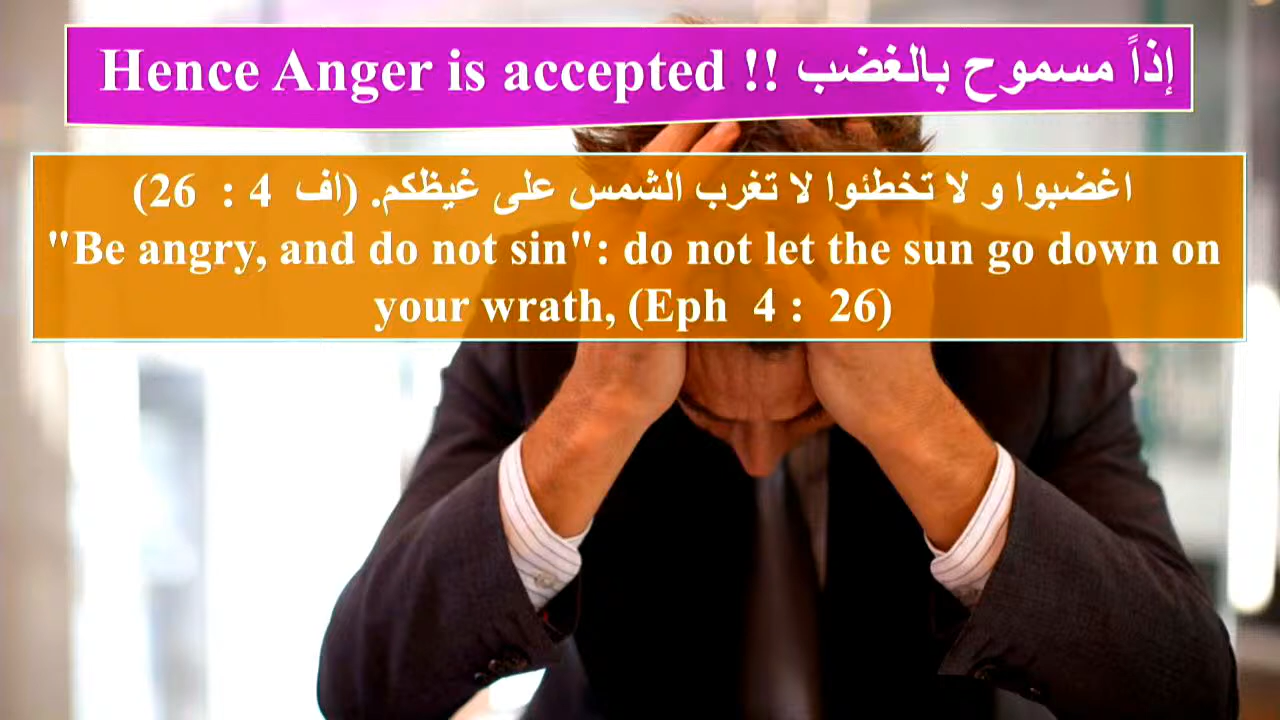 Hence Anger is accepted !! إذاً مسموح بالغضب
اغضبوا و لا تخطئوا لا تغرب الشمس على غيظكم. (اف 4 : 26)
"Be angry, and do not sin": do not let the sun go down on
your wrath, (Eph 4 : 26)